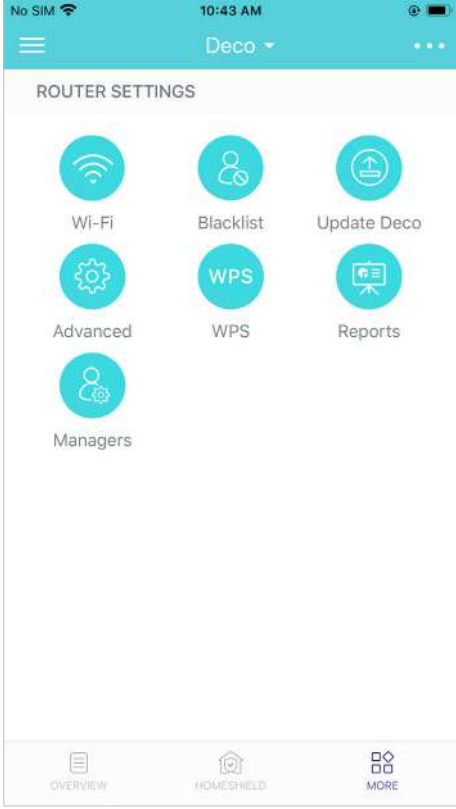 No SIM 10:43 AM
Deco
ROUTER SETTINGS
Wi-Fi Blacklist Update Deco
WPS
Advanced WPS Reports
Managers
OVERVIEW HOMESHIELD MORE